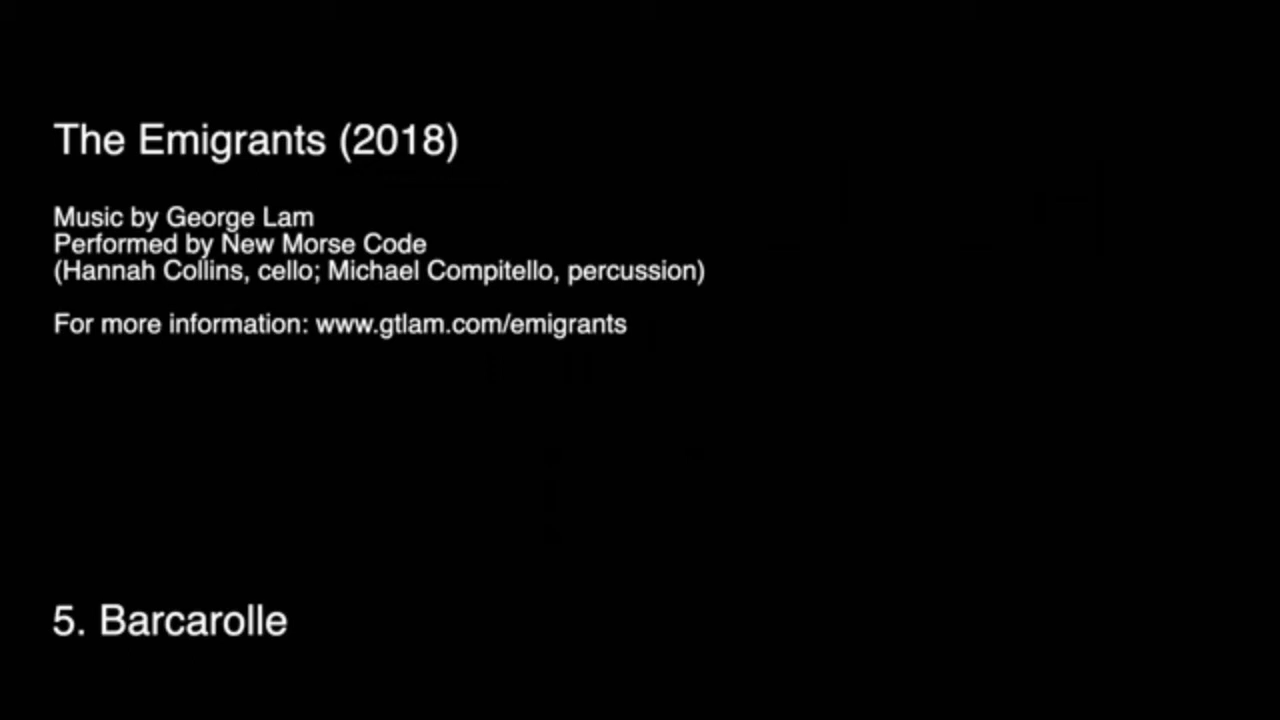 The Emigrants (2018)
Music by George Lam
Performed by New Morse Code
(Hannah Collins, cello; Michael Compitello, percussion)
For more information: www.gtlam.com/emigrants
5. Barcarolle